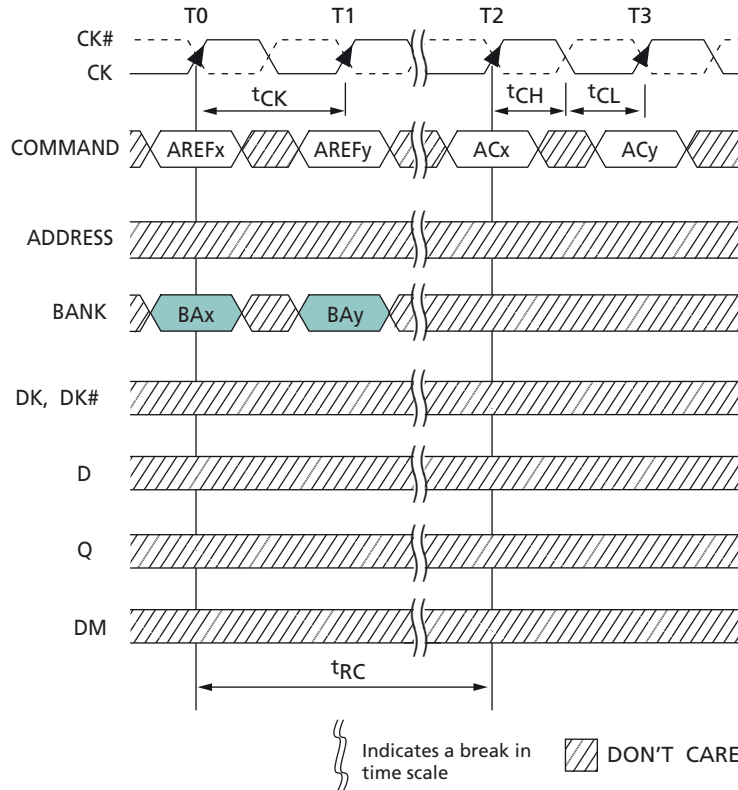 T0 T1 T2 T3
CK#
CK
tCK tCH tCL
COMMAND AREFx AREFy ACx ACy
ADDRESS
BANK BAx BAy
DK, DK#
D
Q
DM
tRC
Indicates a break in
time scale
DON'T CARE